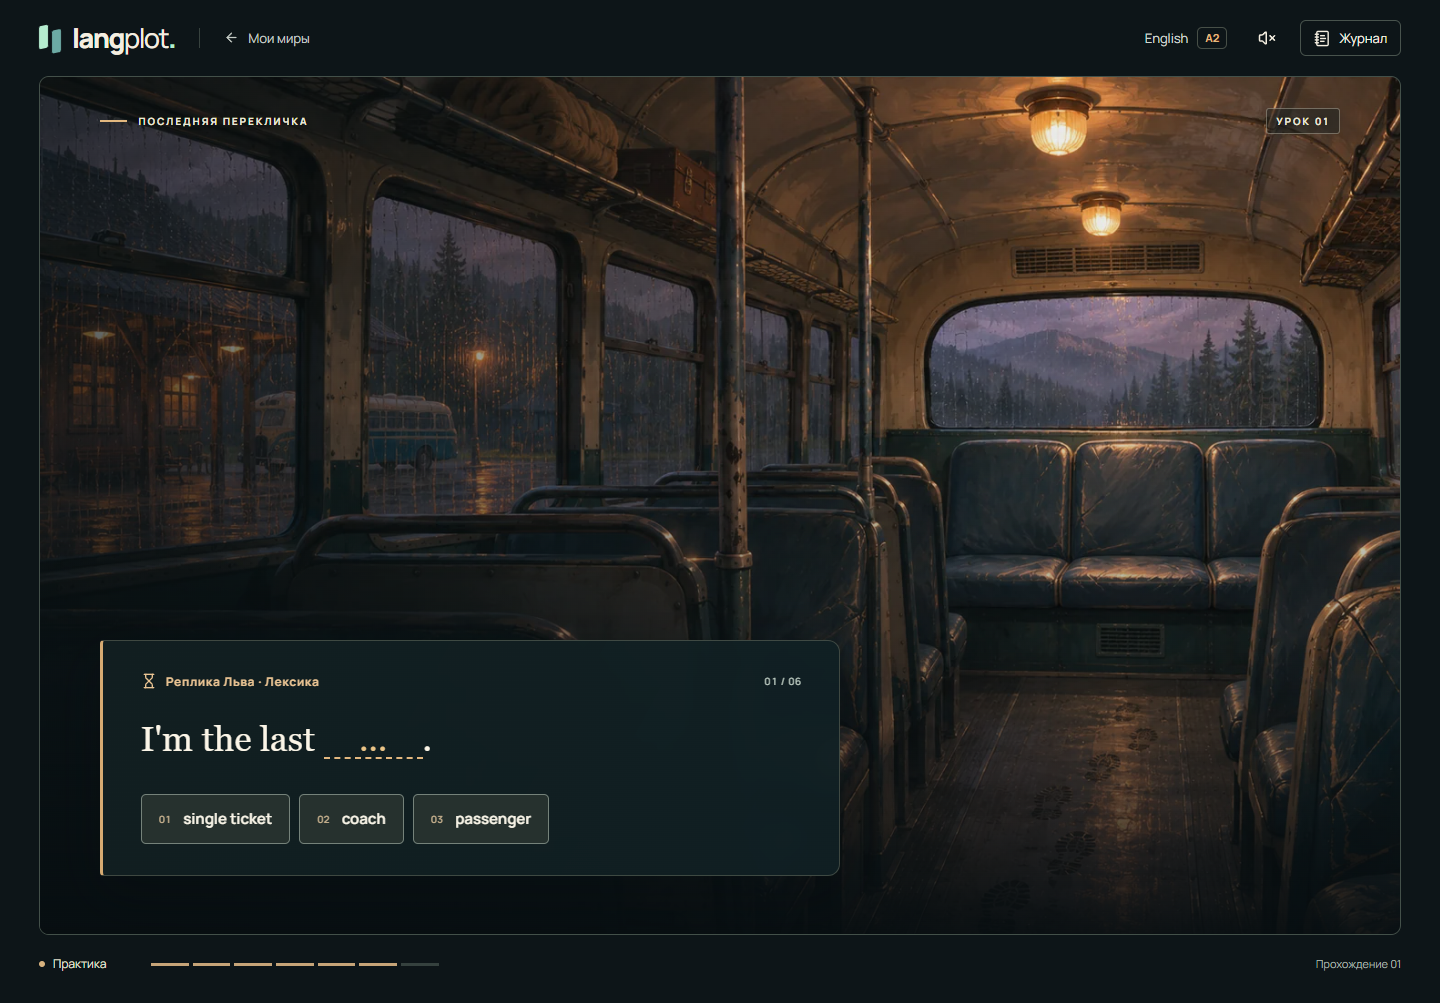 langplot.
Мои миры
English A2
Журнал
ПОСЛЕДНЯЯ ПЕРЕКЛИЧКА
УРОК 01
Реплика Льва · Лексика
01 / 06
I'm the last ... .
01 single ticket
02 coach
03 passenger
Практика
Прохождение 01